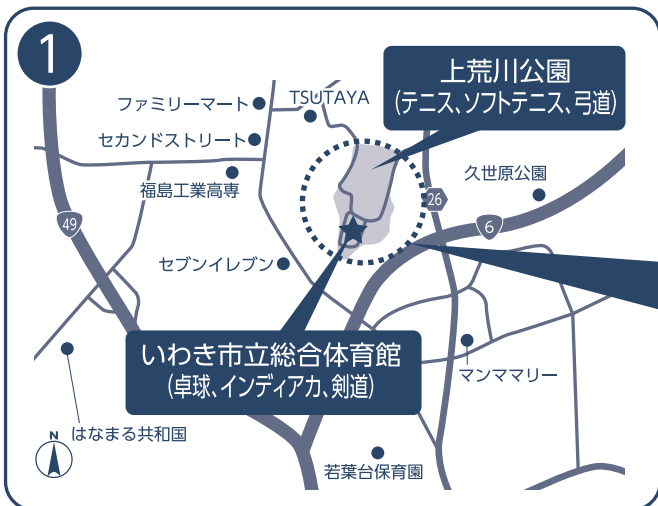 1
上荒川公園
(テニス、ソフトテニス、弓道)
ファミリーマート
TSUTAYA
セカンドストリート
福島工業高専
久世原公園
26
49
6
セブンイレブン
いわき市立総合体育館
(卓球、インディアカ、剣道)
マンママリー
はなまる共和国
N
若葉台保育園